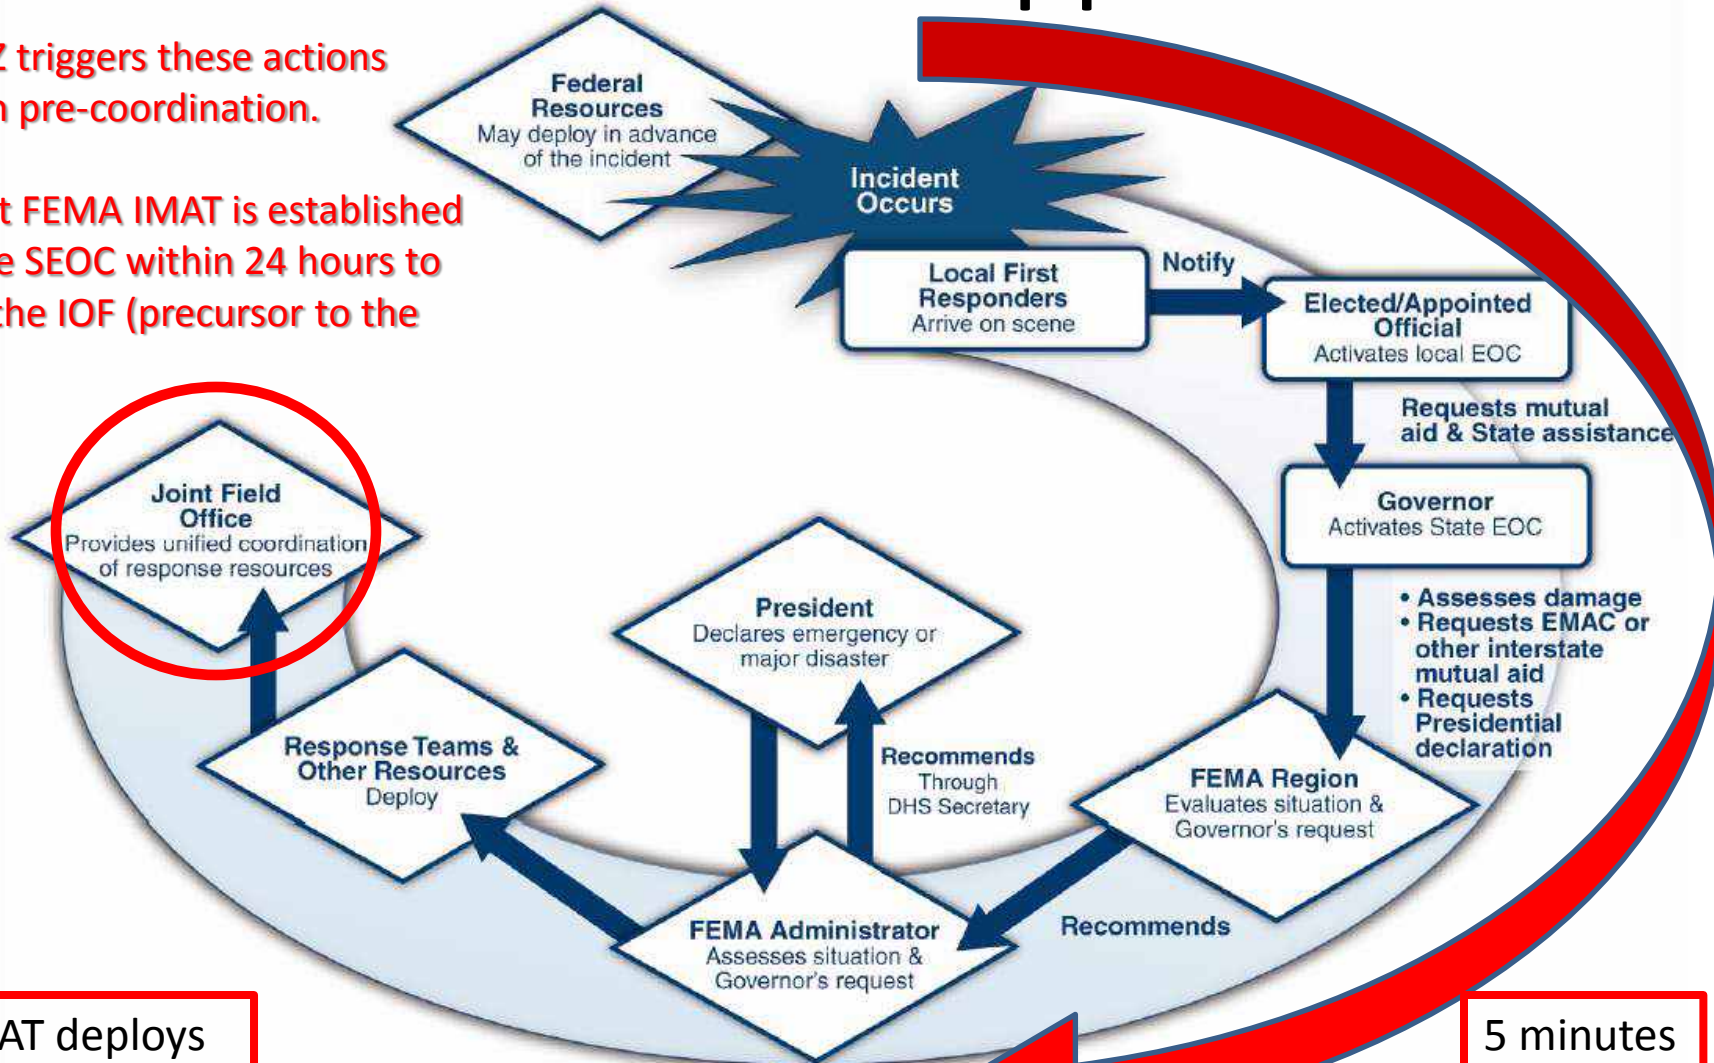 triggers these actions
pre-coordination.
FEMA IMAT is established
SEOC within 24 hours to
the IOF (precursor to the
Federal
Resources
May deploy in advance
of the incident
Incident
Occurs
Local First
Responders
Arrive on scene
Notify
Elected/Appointed
Official
Activates local EOC
Requests mutual
aid & State assistance
Governor
Activates State EOC
• Assesses damage
• Requests EMAC or
other interstate
mutual aid
• Requests
Presidential
declaration
FEMA Region
Evaluates situation &
Governor's request
Recommends
FEMA Administrator
Assesses situation &
Governor's request
Recommends
Through
DHS Secretary
President
Declares emergency or
major disaster
Response Teams &
Other Resources
Deploy
Joint Field
Office
Provides unified coordination
of response resources
AT deploys
5 minutes